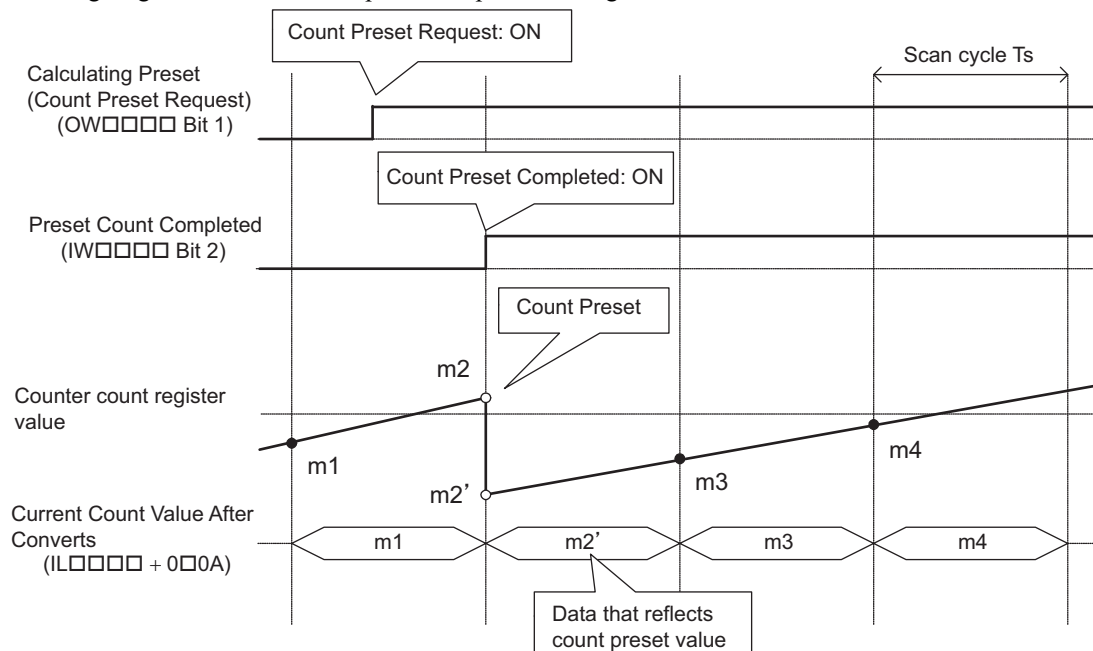 Count Preset Request: ON
Scan cycle Ts
Calculating Preset
(Count Preset Request)
(OW□□□□ Bit 1)
Count Preset Completed: ON
Preset Count Completed
(IW□□□□ Bit 2)
Count Preset
m2
Counter count register
value
m1
m4
m3
m2’
Current Count Value After
Converts
(IL□□□□ + 0□0A)
m1
m2’
m3
m4
Data that reflects
count preset value